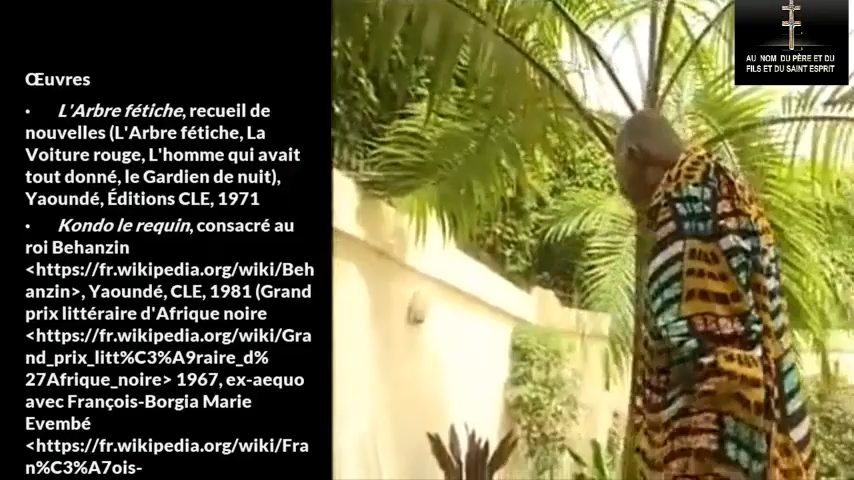 Œuvres
• L'Arbre fétiche, recueil de
nouvelles (L'Arbre fétiche, La
Voiture rouge, L'homme qui avait
tout donné, le Gardien de nuit),
Yaoundé, Éditions CLE, 1971
• Kondo le requin, consacré au
roi Behanzin
<https://fr.wikipedia.org/wiki/Beh
anzin>, Yaoundé, CLE, 1981 (Grand
prix littéraire d'Afrique noire
<https://fr.wikipedia.org/wiki/Gra
nd_prix_litt%C3%A9raire_d%
27Afrique_noire> 1967, ex-aequo
avec François-Borgia Marie
Evembé
<https://fr.wikipedia.org/wiki/Fra
n%C3%A7ois-
AU NOM DU PÈRE ET DU
FILS ET DU SAINT ESPRIT